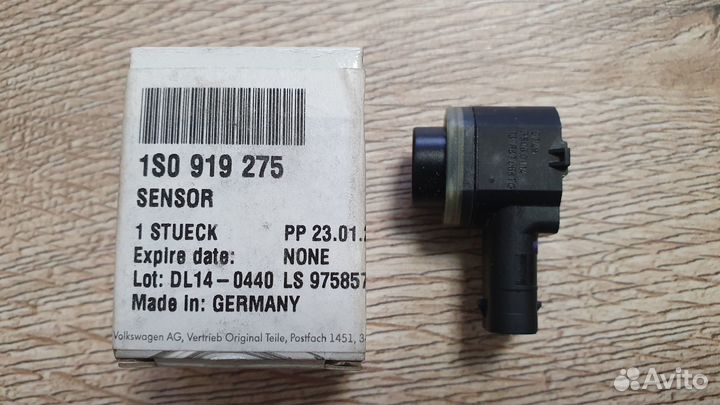 1S0 919 275
SENSOR
1 STUECK PP 23.01.
Expire date: NONE
Lot: DL14-0440 LS 975857
Made in: GERMANY
Volkswagen AG, Vertrieb Original Teile, Postfach 1451, 3
Avito